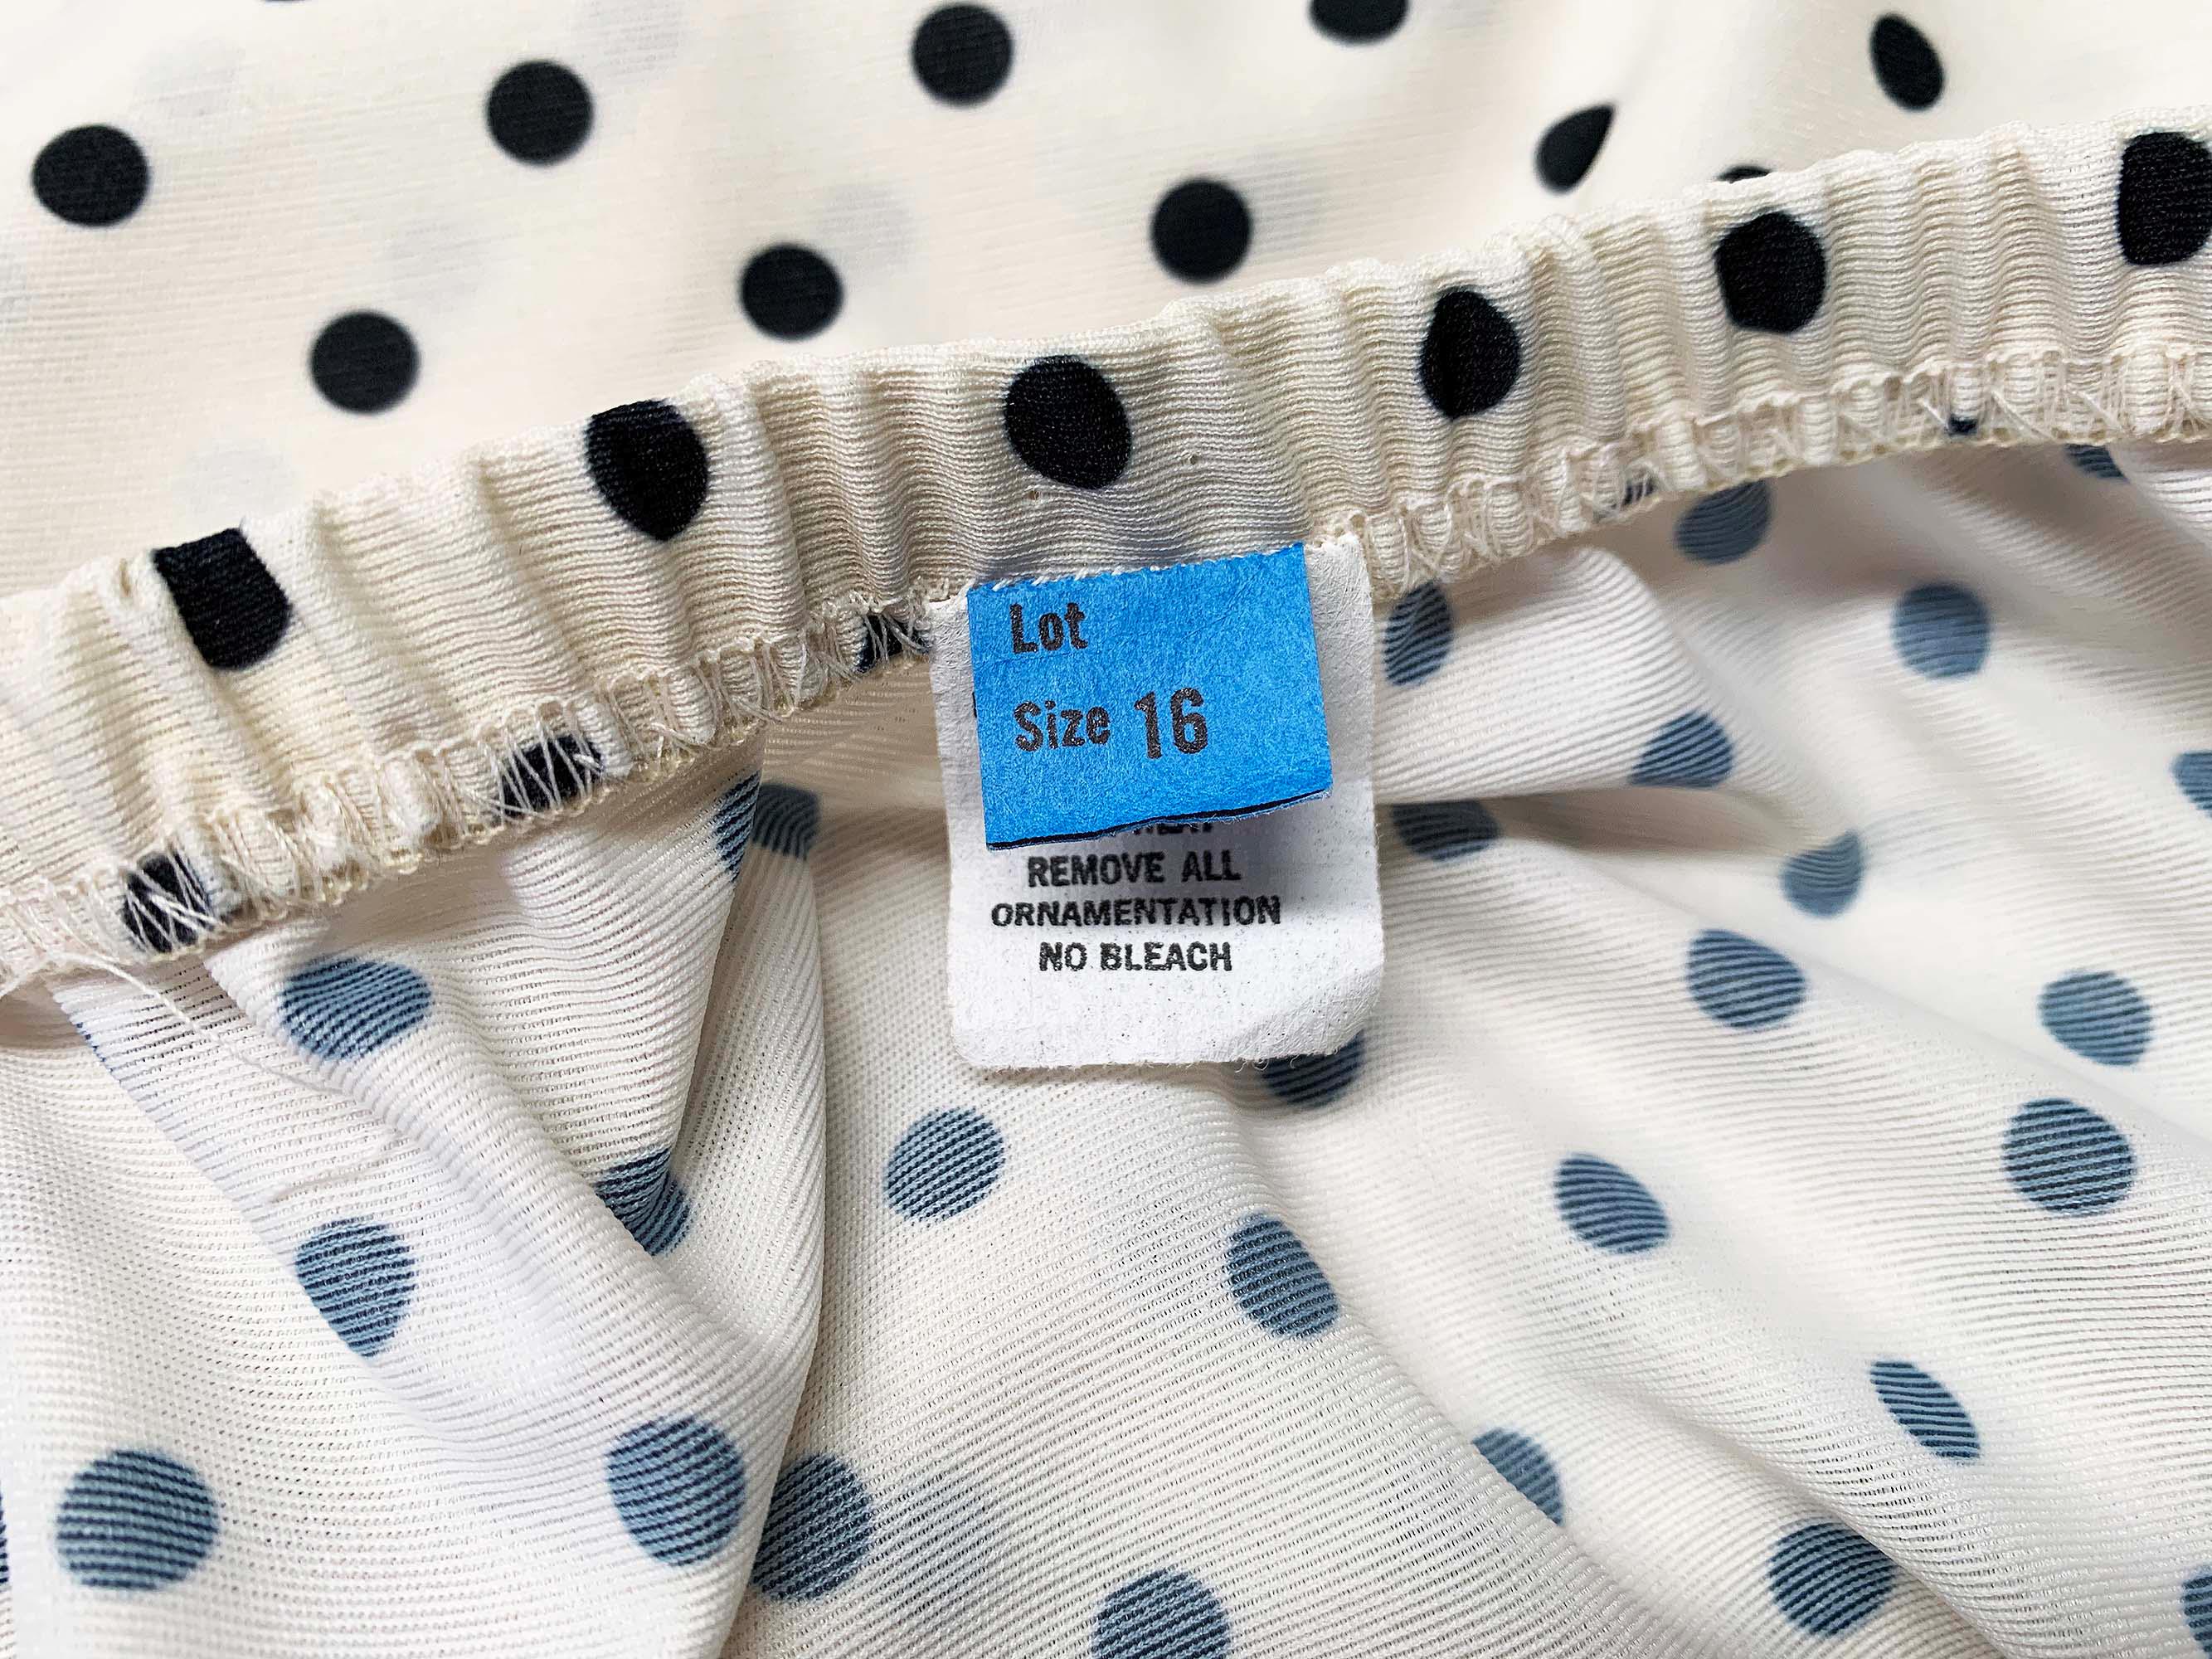 Lot
Size 16
REMOVE ALL
ORNAMENTATION
NO BLEACH